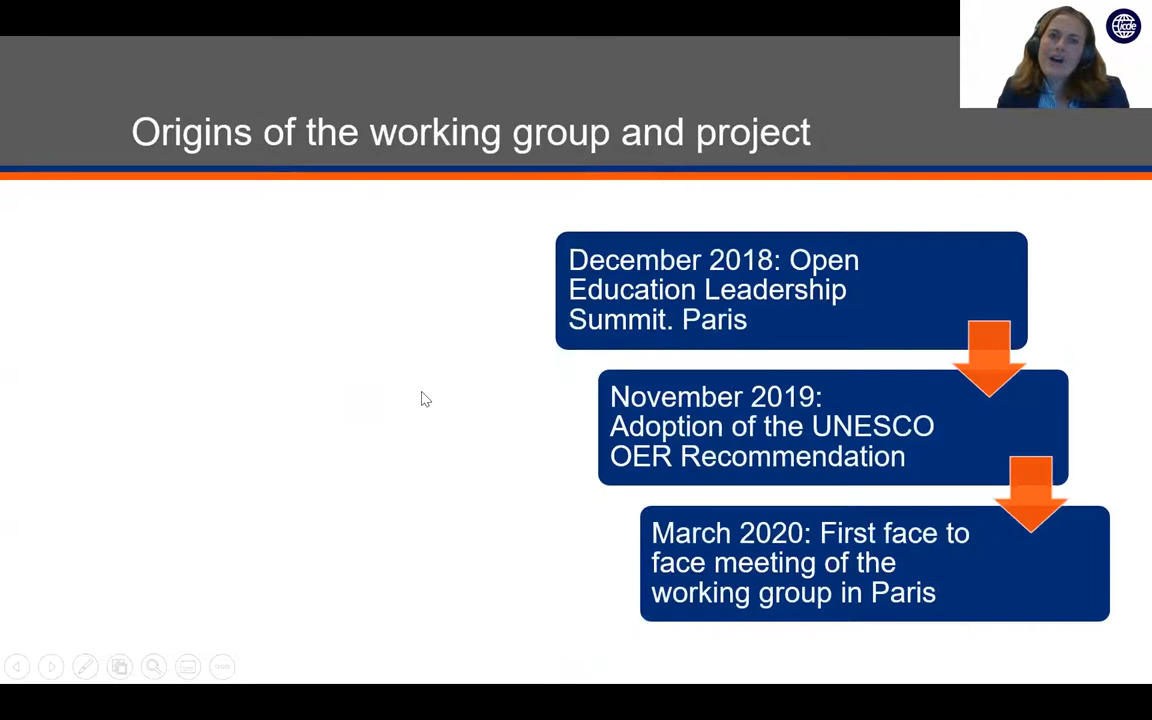 icde
Origins of the working group and project
December 2018: Open
Education Leadership
Summit. Paris
November 2019:
Adoption of the UNESCO
OER Recommendation
March 2020: First face to
face meeting of the
working group in Paris